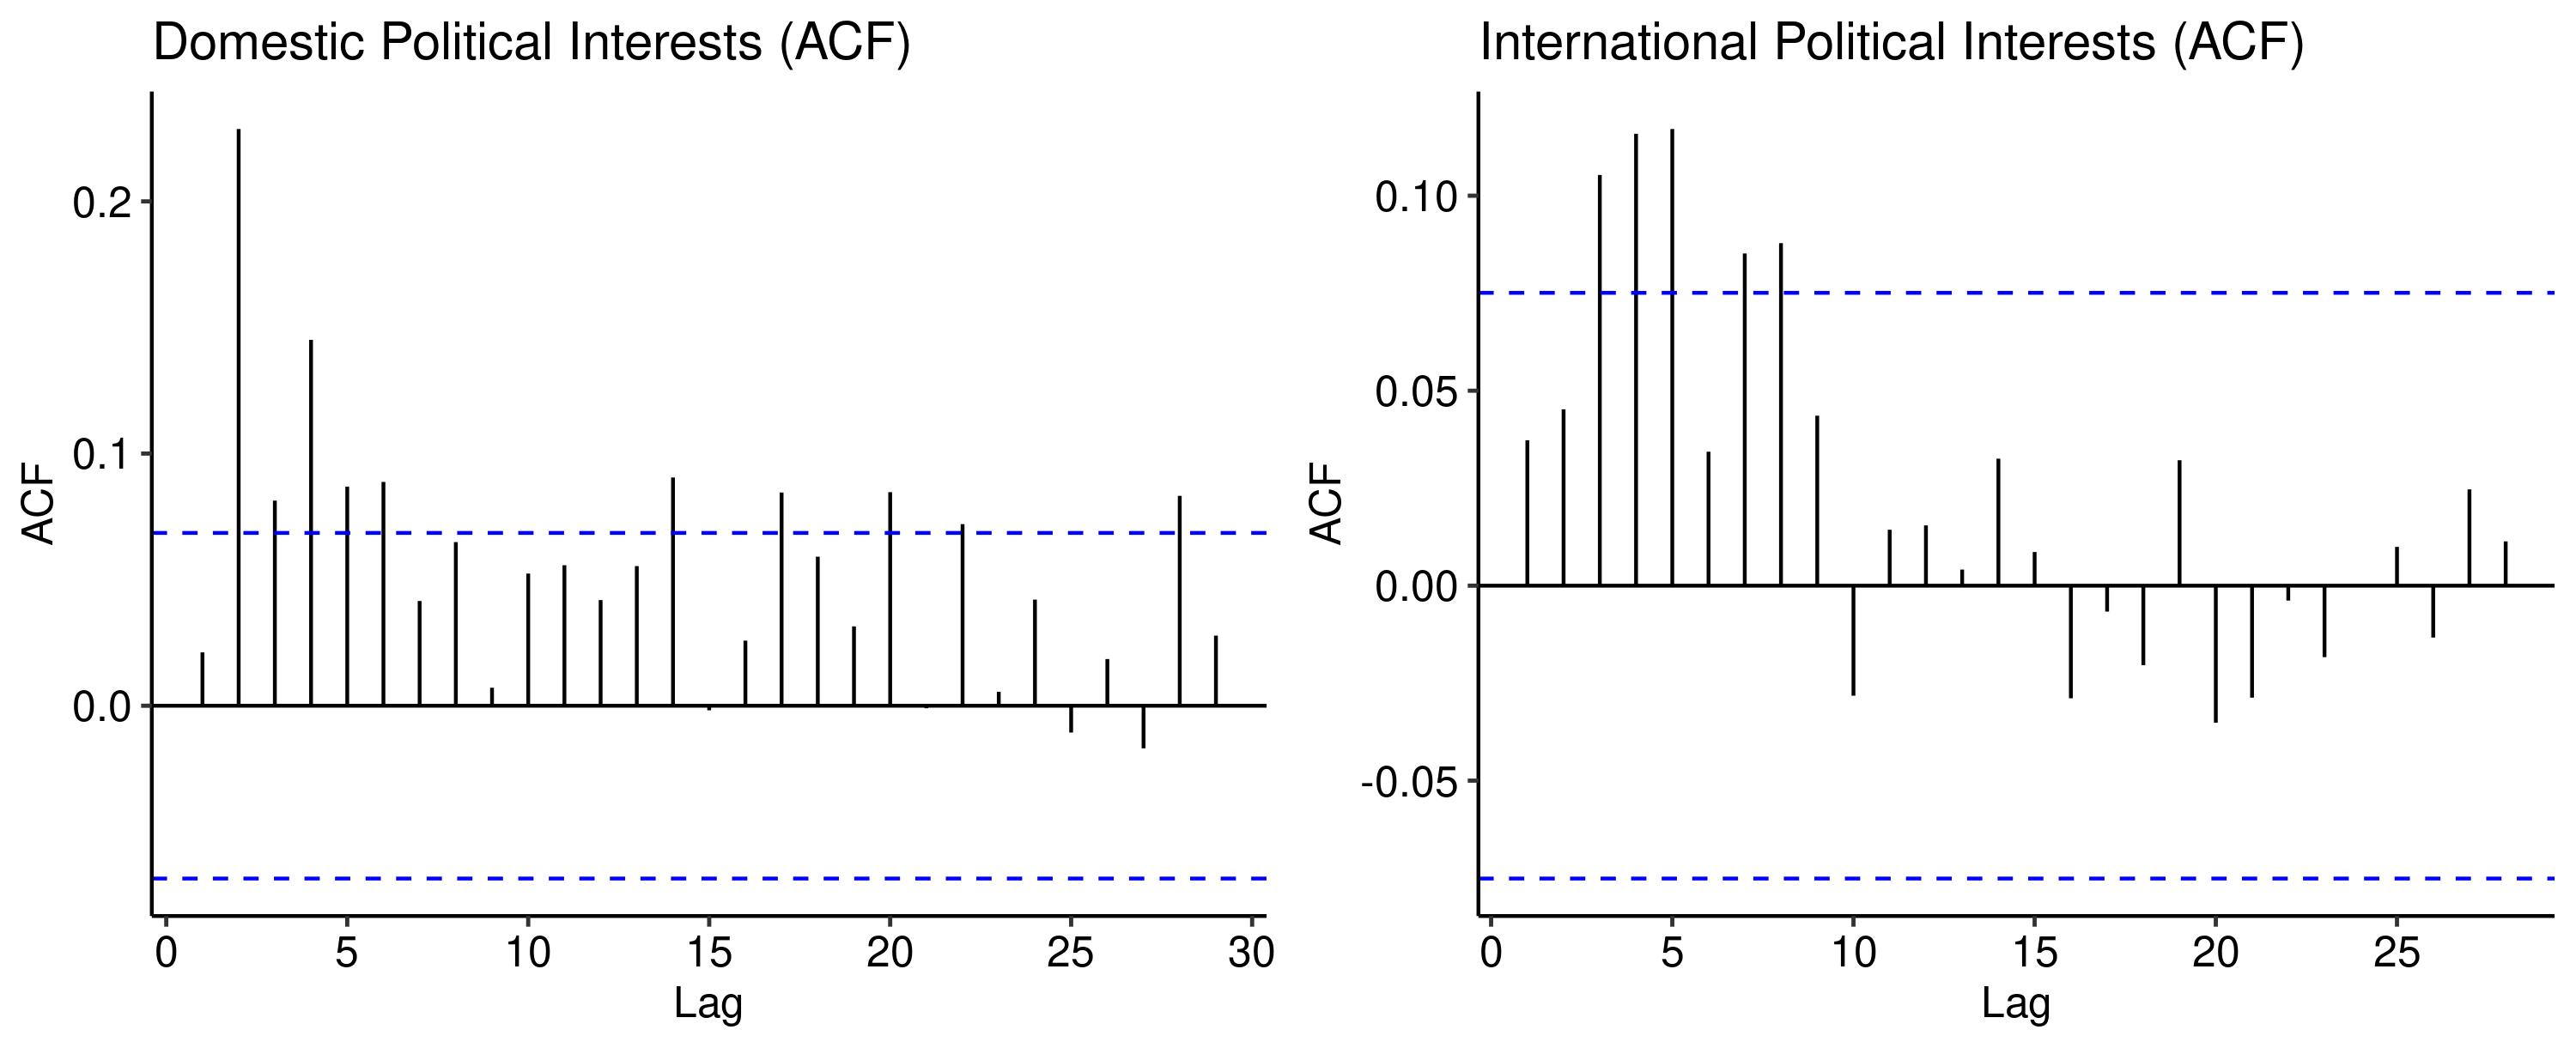 Domestic Political Interests (ACF)
ACF
0.2
0.1
0.0
0 5 10 15 20 25 30
Lag
International Political Interests (ACF)
ACF
0.10
0.05
0.00
-0.05
0 5 10 15 20 25
Lag